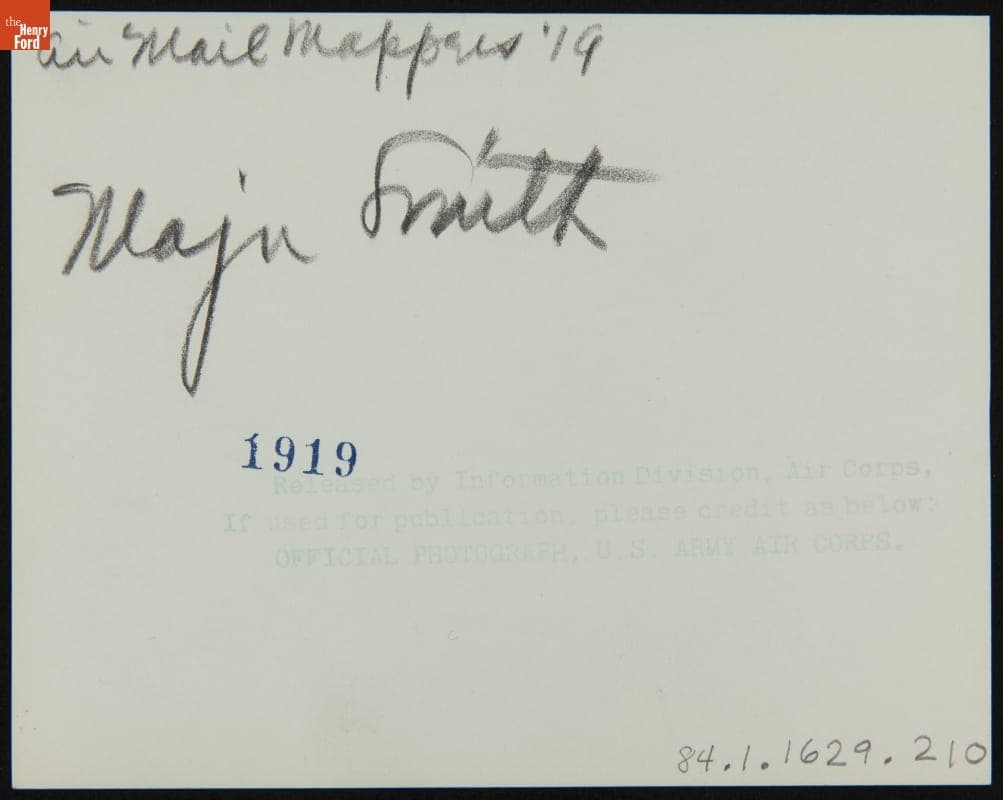 the
Henry
Ford
Air Mail Mappers '19
Major Smith
1919
Released by Information Division, Air Corps,
If used for publication, please credit as below:
OFFICIAL PHOTOGRAPH, U.S. ARMY AIR CORPS.
84.1.1629.210